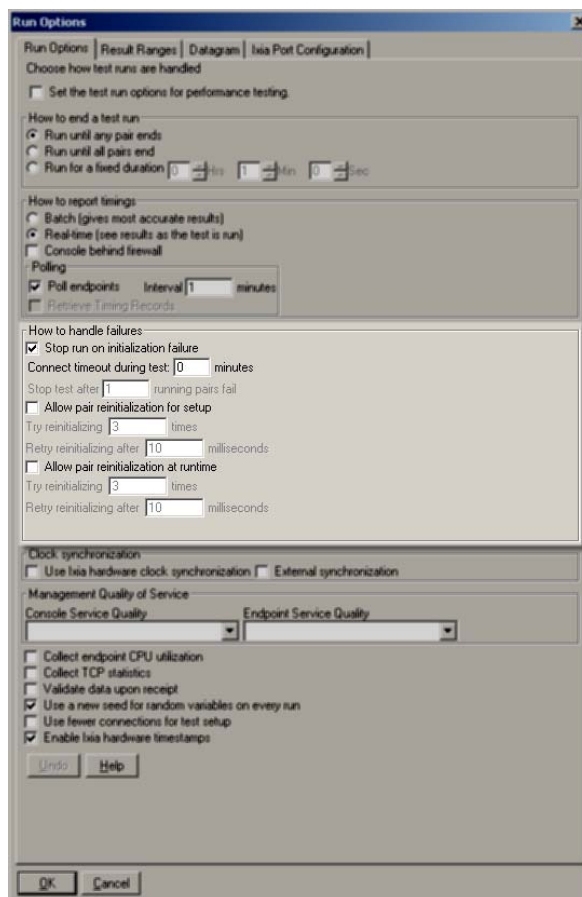 Run Options
Run Options Result Ranges Datagram Ixia Port Configuration
Choose how test runs are handled
Set the test run options for performance testing.
How to end a test run
Run until any pair ends
Run until all pairs end
Run for a fixed duration 0 Hrs 1 Min 0 Sec
How to report timings
Batch (gives most accurate results)
Real-time (see results as the test is run)
Console behind firewall
Polling
Poll endpoints Interval 1 minutes
Retrieve Timing Records
How to handle failures
Stop run on initialization failure
Connect timeout during test: 0 minutes
Stop test after 1 running pairs fail
Allow pair reinitialization for setup
Try reinitializing 3 times
Retry reinitializing after 10 milliseconds
Allow pair reinitialization at runtime
Try reinitializing 3 times
Retry reinitializing after 10 milliseconds
Clock synchronization
Use Ixia hardware clock synchronization External synchronization
Management Quality of Service
Console Service Quality Endpoint Service Quality
Collect endpoint CPU utilization
Collect TCP statistics
Validate data upon receipt
Use a new seed for random variables on every run
Use fewer connections for test setup
Enable Ixia hardware timestamps
Undo Help
OK Cancel